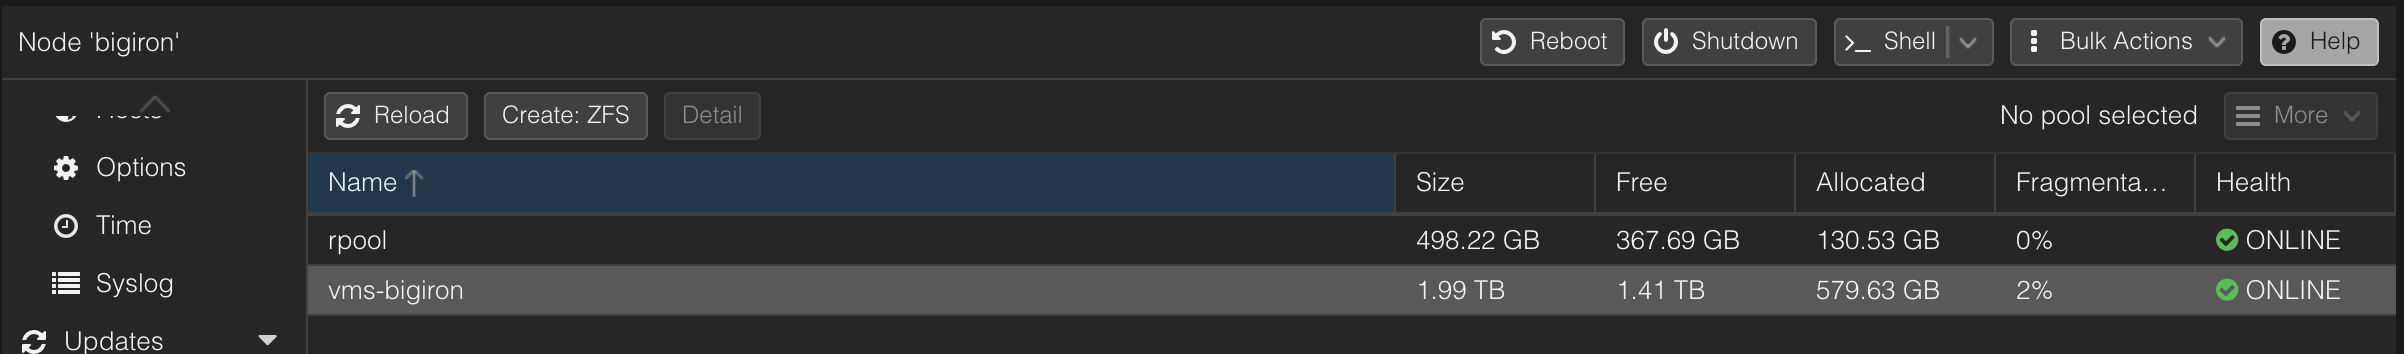 Node 'bigiron'
Reboot
Shutdown
Shell
Bulk Actions
Help
Options
Time
Syslog
Updates
Reload
Create: ZFS
Detail
No pool selected
More
Name Size Free Allocated Fragmenta... Health
rpool 498.22 GB 367.69 GB 130.53 GB 0% ONLINE
vms-bigiron 1.99 TB 1.41 TB 579.63 GB 2% ONLINE